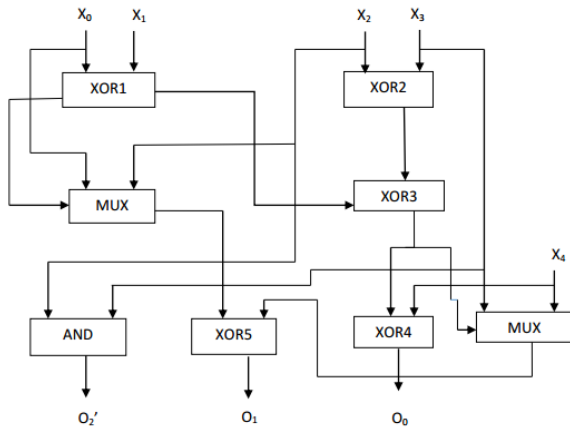 X₀ X₁ X₂ X₃
XOR1 XOR2
MUX XOR3
X₄
AND XOR5 XOR4 MUX
O₂′ O₁ O₀